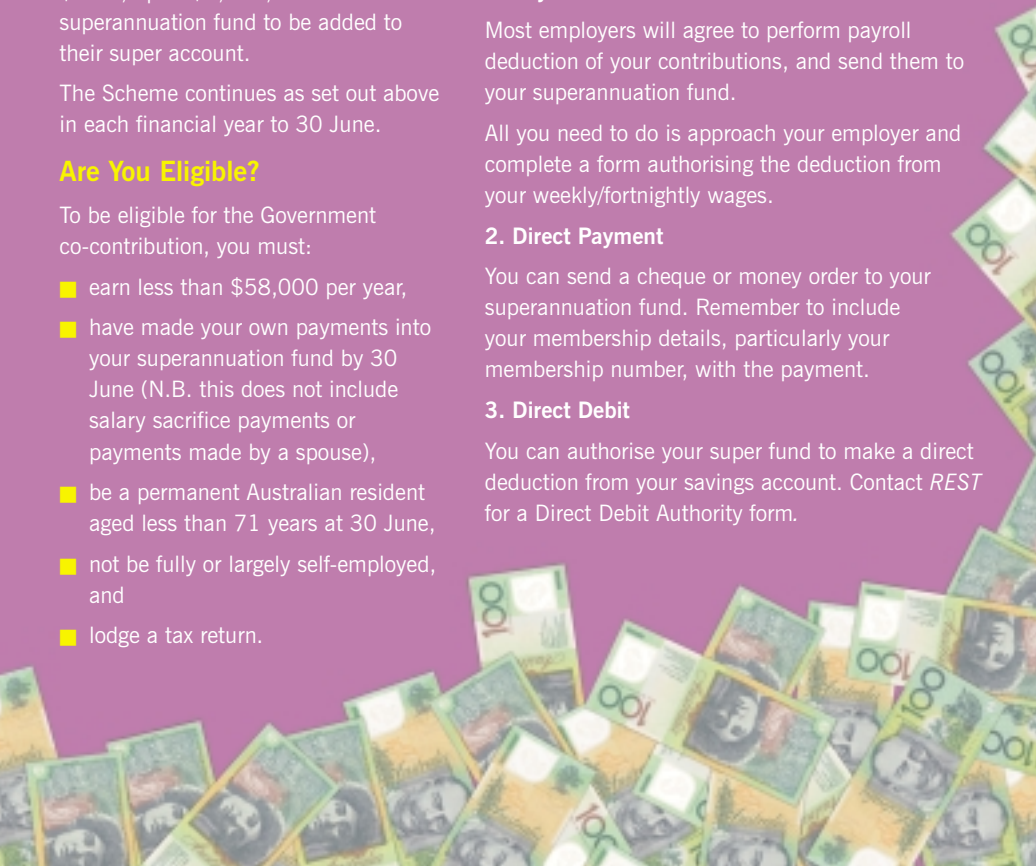 superannuation fund to be added to
their super account.
The Scheme continues as set out above
in each financial year to 30 June.
Are You Eligible?
To be eligible for the Government
co-contribution, you must:
earn less than $58,000 per year,
have made your own payments into
your superannuation fund by 30
June (N.B. this does not include
salary sacrifice payments or
payments made by a spouse),
be a permanent Australian resident
aged less than 71 years at 30 June,
not be fully or largely self-employed,
and
lodge a tax return.
Most employers will agree to perform payroll
deduction of your contributions, and send them to
your superannuation fund.
All you need to do is approach your employer and
complete a form authorising the deduction from
your weekly/fortnightly wages.
2. Direct Payment
You can send a cheque or money order to your
superannuation fund. Remember to include
your membership details, particularly your
membership number, with the payment.
3. Direct Debit
You can authorise your super fund to make a direct
deduction from your savings account. Contact REST
for a Direct Debit Authority form.
100
100
100
100
100
100
100
100